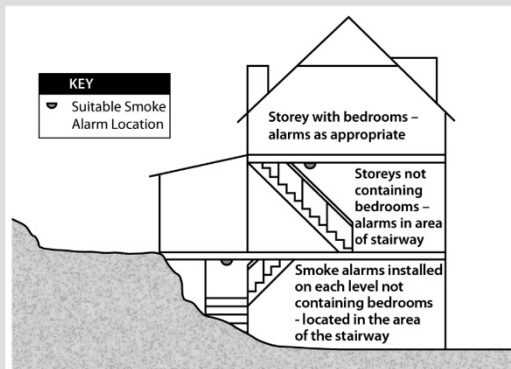 KEY
Suitable Smoke
Alarm Location
Storey with bedrooms –
alarms as appropriate
Storeys not
containing
bedrooms –
alarms in area
of stairway
Smoke alarms installed
on each level not
containing bedrooms
- located in the area
of the stairway